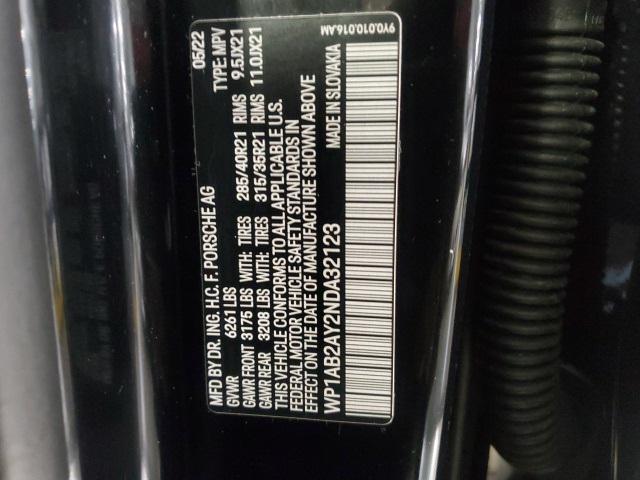 MFD BY DR. ING. H.C. F. PORSCHE AG 05/22
GVWR 6261 LBS TYPE: MPV
GAWR FRONT 3175 LBS WITH: TIRES 285/40R21 RIMS 9.5JX21
GAWR REAR 3208 LBS WITH: TIRES 315/35R21 RIMS 11.0JX21
THIS VEHICLE CONFORMS TO ALL APPLICABLE U.S.
FEDERAL MOTOR VEHICLE SAFETY STANDARDS IN
EFFECT ON THE DATE OF MANUFACTURE SHOWN ABOVE
WP1AB2AY2NDA32123 MADE IN SLOVAKIA
9Y0.010.016.AM